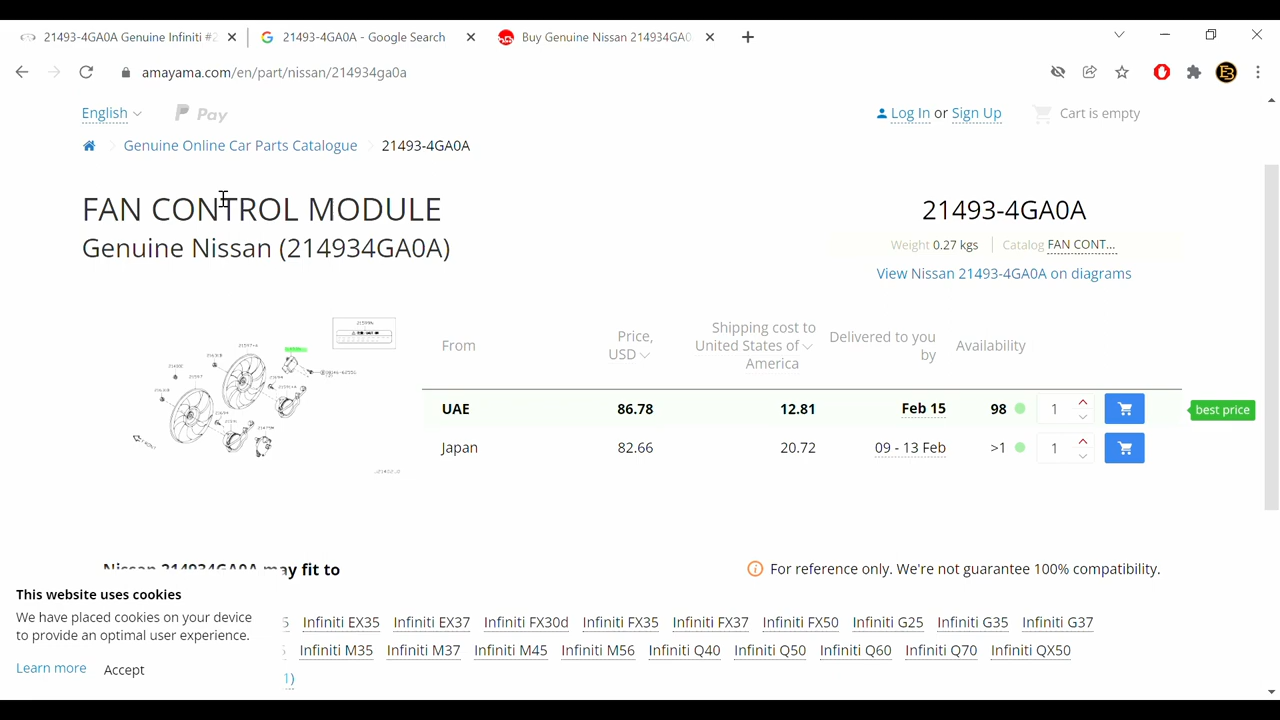 21493-4GA0A Genuine Infiniti #2
21493-4GA0A - Google Search
Buy Genuine Nissan 214934GA0
amayama.com/en/part/nissan/214934ga0a
English
Pay
Log In or Sign Up
Cart is empty
Genuine Online Car Parts Catalogue
21493-4GA0A
FAN CONTROL MODULE
Genuine Nissan (214934GA0A)
21493-4GA0A
Weight 0.27 kgs
Catalog FAN CONT...
View Nissan 21493-4GA0A on diagrams
From
Price, USD
Shipping cost to United States of America
Delivered to you by
Availability
UAE 86.78 12.81 Feb 15 98 1
best price
Japan 82.66 20.72 09 - 13 Feb >1 1
Nissan 214934GA0A may fit to
For reference only. We're not guarantee 100% compatibility.
This website uses cookies
We have placed cookies on your device
to provide an optimal user experience.
Learn more
Accept
5 Infiniti EX35 Infiniti EX37 Infiniti FX30d Infiniti FX35 Infiniti FX37 Infiniti FX50 Infiniti G25 Infiniti G35 Infiniti G37
Infiniti M35 Infiniti M37 Infiniti M45 Infiniti M56 Infiniti Q40 Infiniti Q50 Infiniti Q60 Infiniti Q70 Infiniti QX50
1)